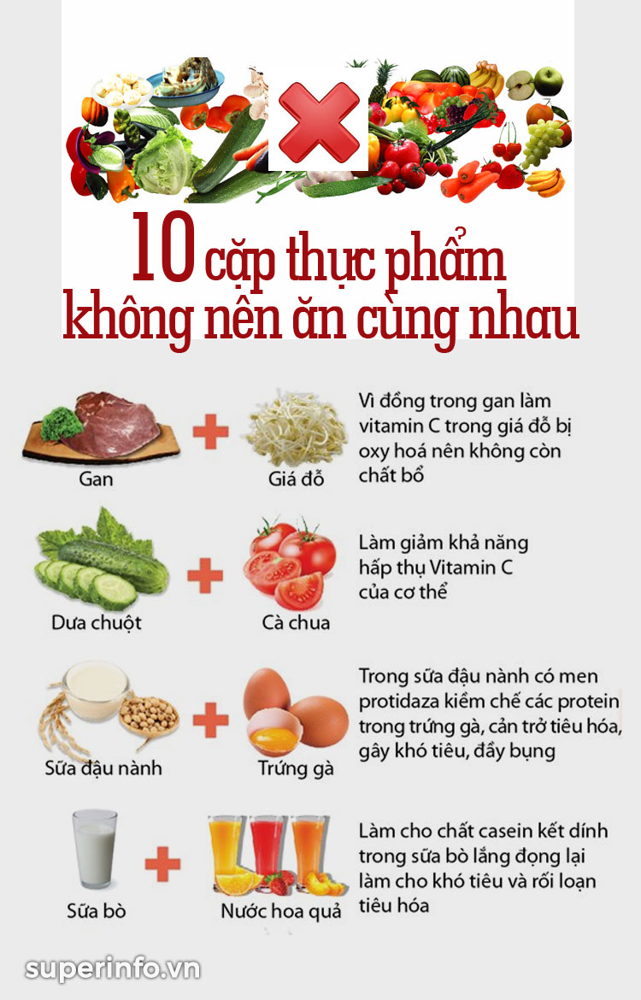 10 cặp thực phẩm
không nên ăn cùng nhau
Vì đồng trong gan làm
vitamin C trong giá đỗ bị
oxy hoá nên không còn
chất bổ
Gan
Giá đỗ
Làm giảm khả năng
hấp thụ Vitamin C
của cơ thể
Dưa chuột
Cà chua
Trong sữa đậu nành có men
protidaza kiềm chế các protein
trong trứng gà, cản trở tiêu hóa,
gây khó tiêu, đầy bụng
Sữa đậu nành
Trứng gà
Làm cho chất casein kết dính
trong sữa bò lắng đọng lại
làm cho khó tiêu và rối loạn
tiêu hóa
Sữa bò
Nước hoa quả
superinfo.vn